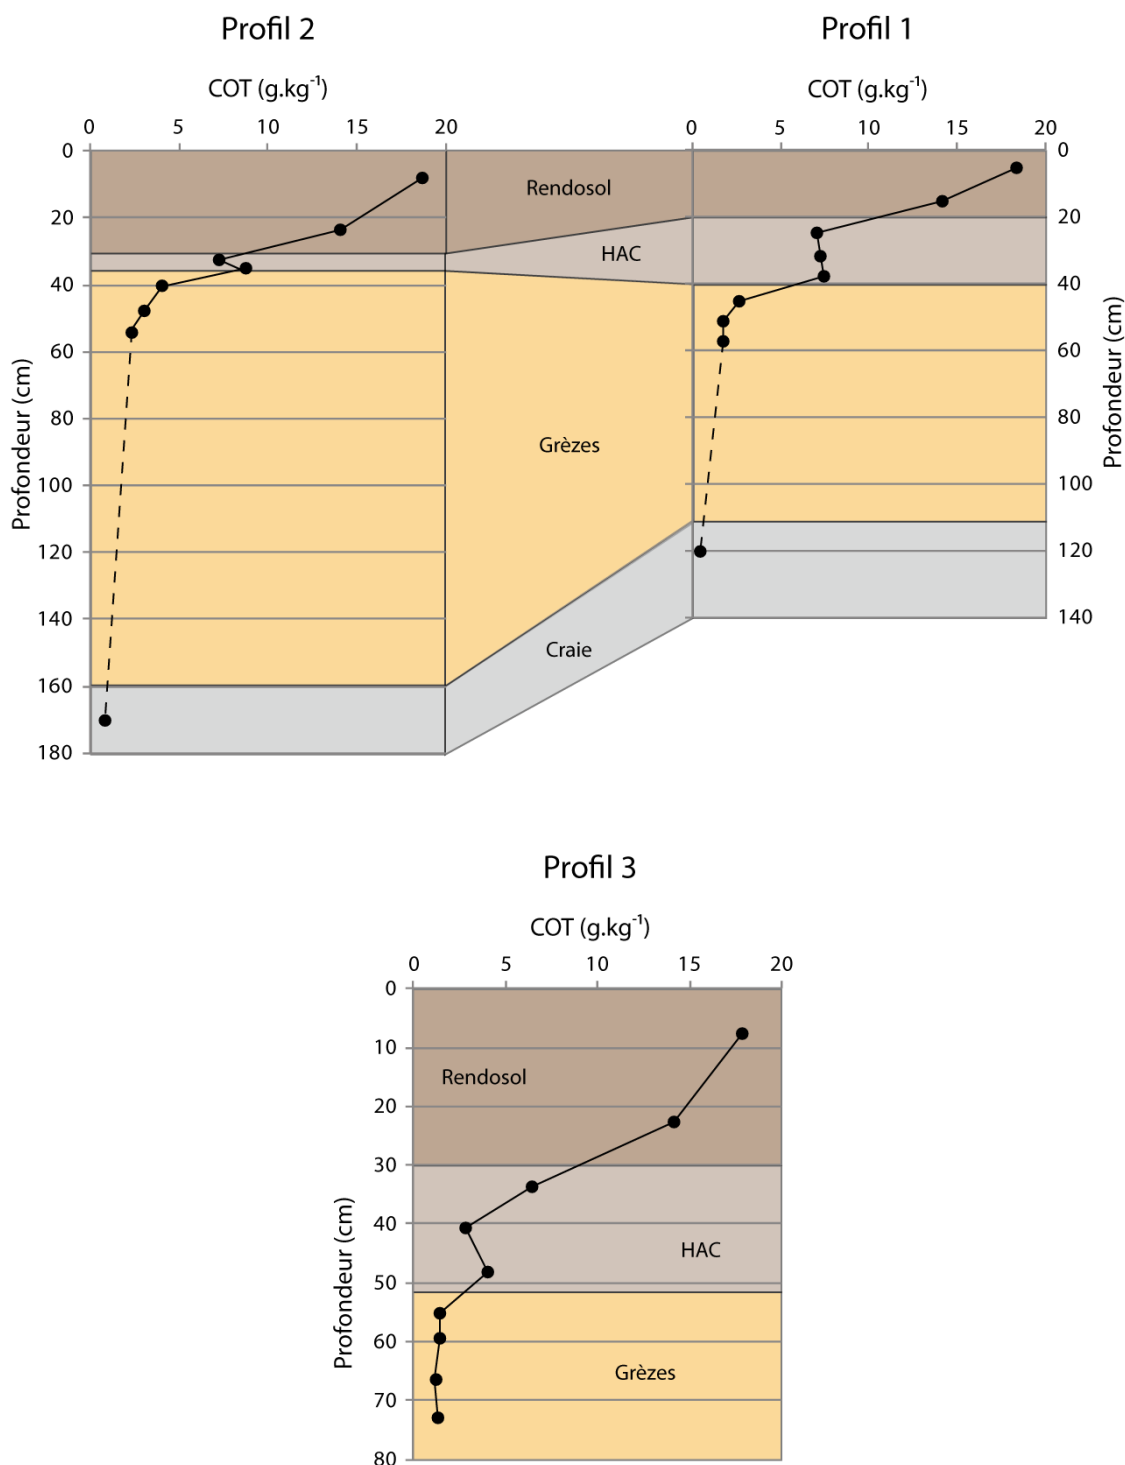 Profil 2
Profil 1
COT (g.kg⁻¹)
COT (g.kg⁻¹)
0 5 10 15 20
0 5 10 15 20
0
20
40
60
80
100
120
140
160
180
Profondeur (cm)
Rendosol
HAC
Grèzes
Craie
0
20
40
60
80
100
120
140
Profondeur (cm)
Profil 3
COT (g.kg⁻¹)
0 5 10 15 20
0
10
20
30
40
50
60
70
80
Profondeur (cm)
Rendosol
HAC
Grèzes